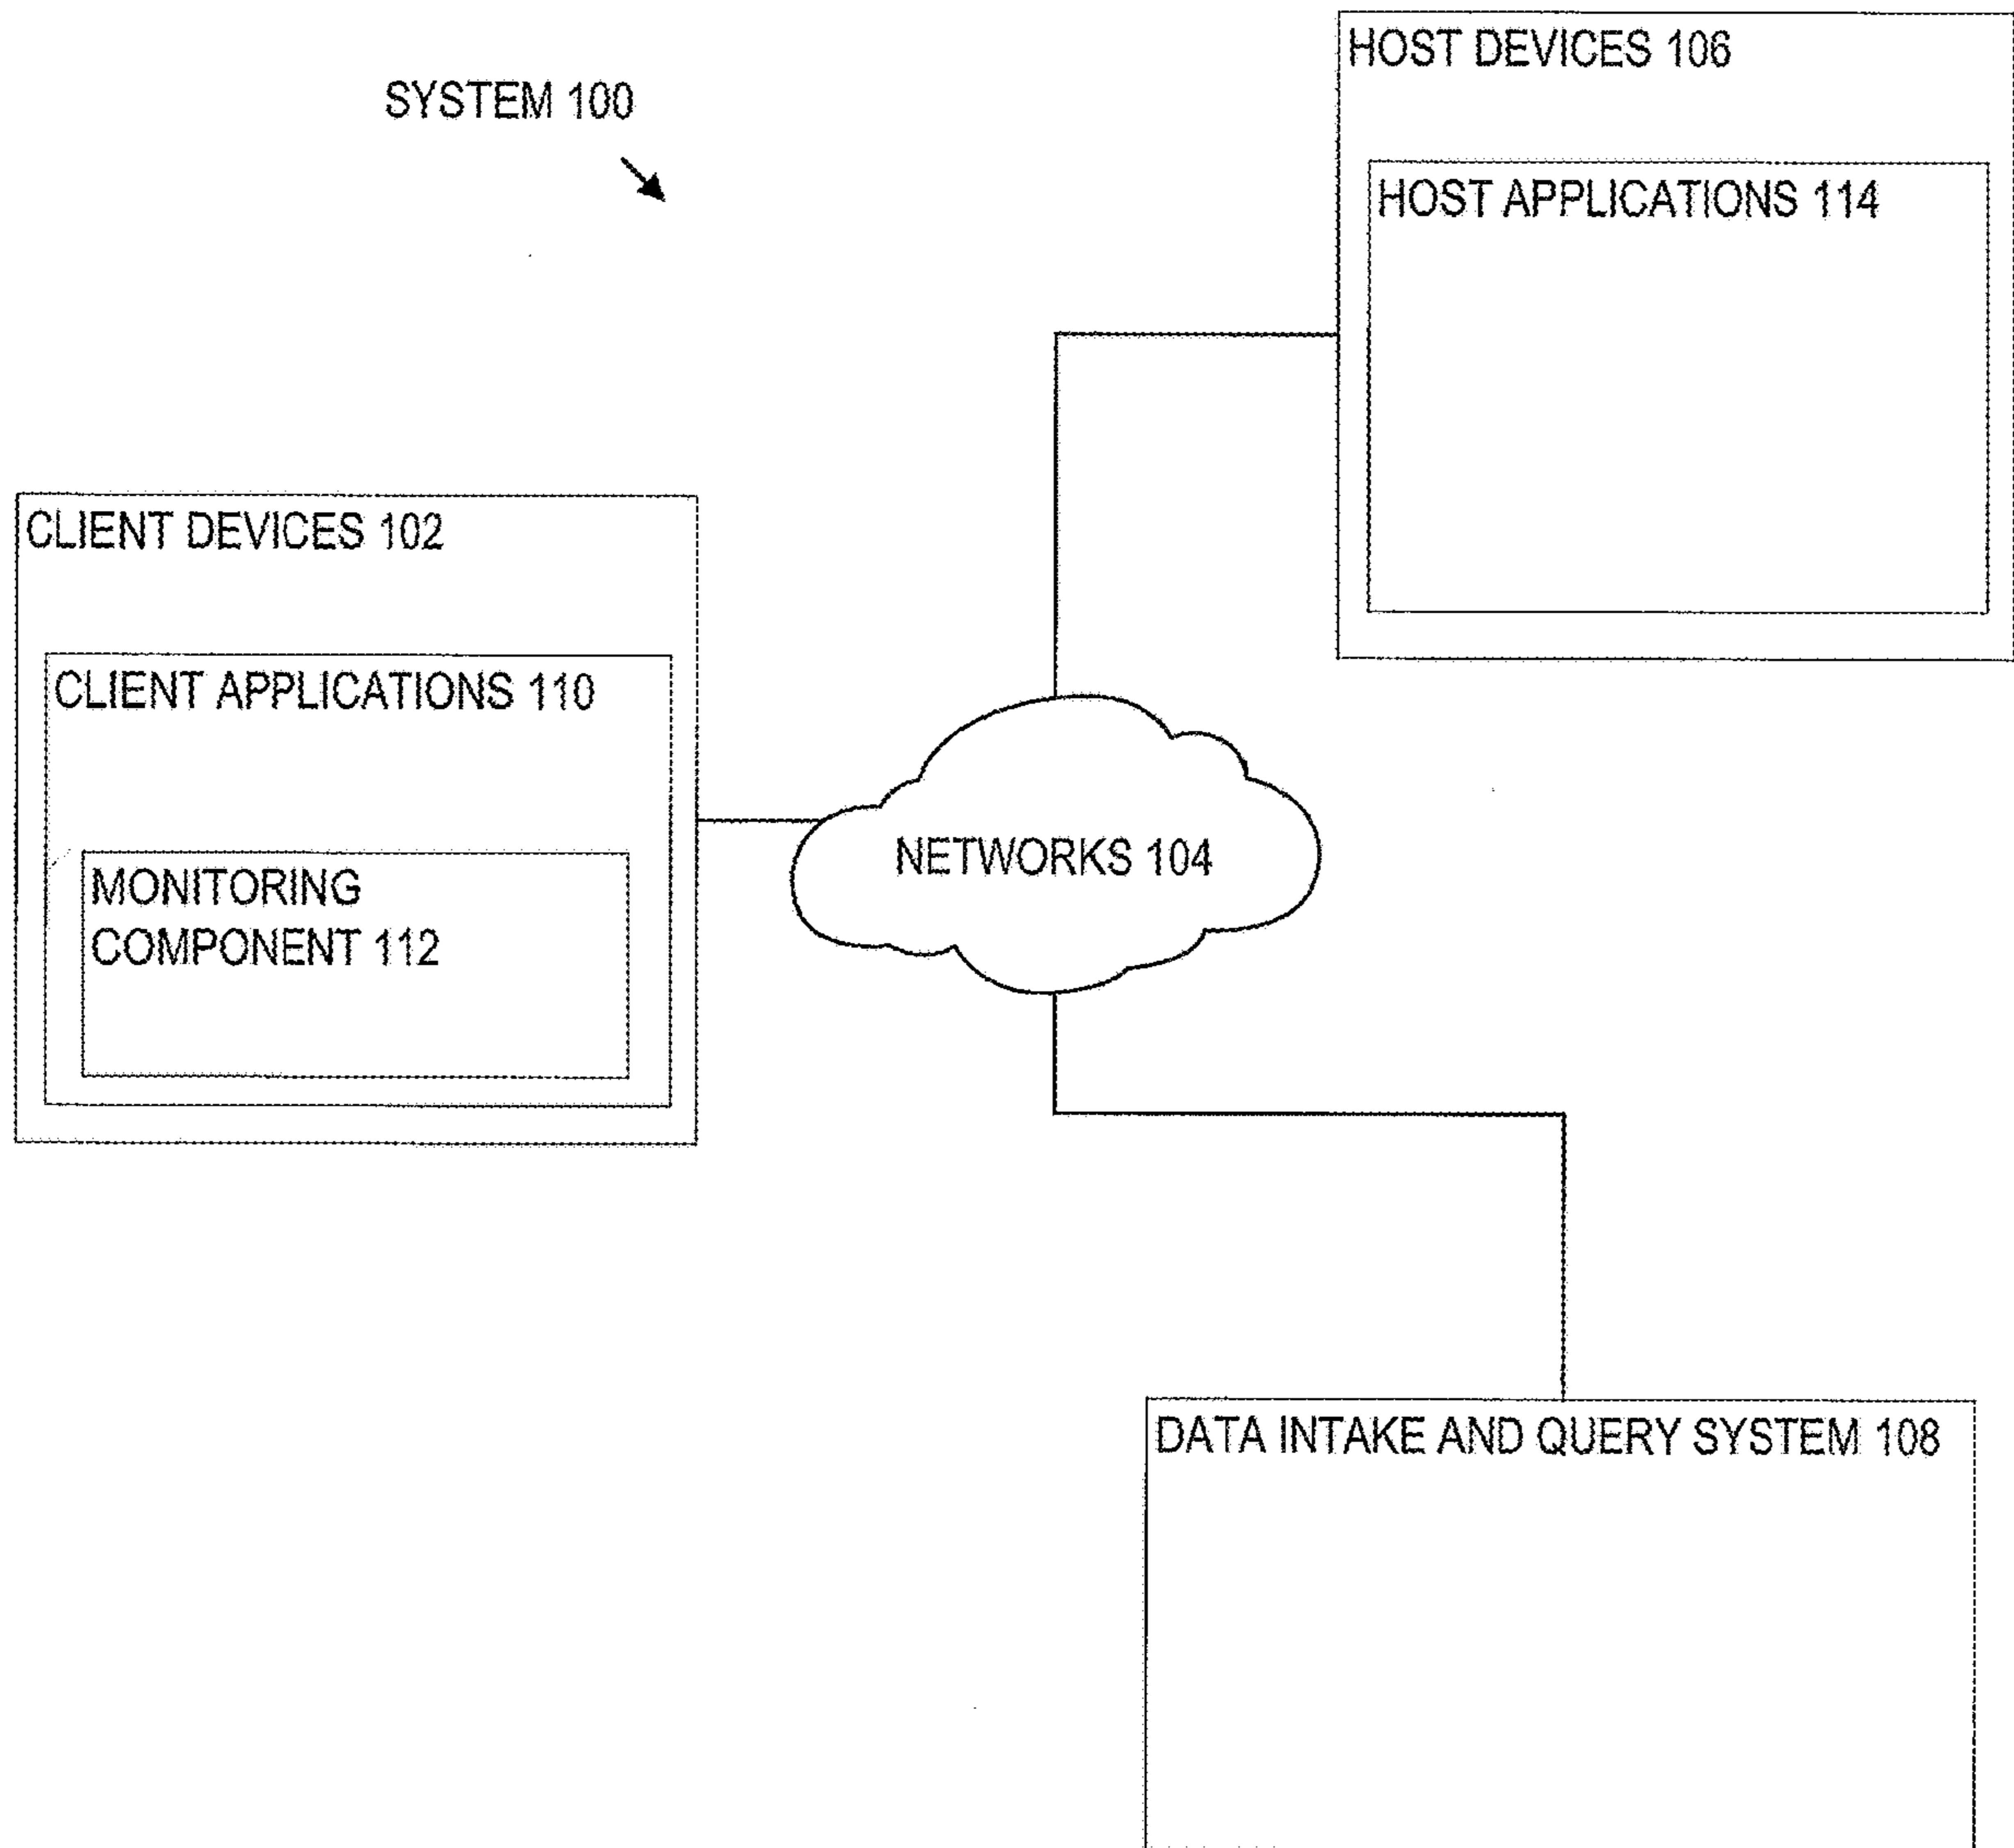 SYSTEM 100
HOST DEVICES 106
HOST APPLICATIONS 114
CLIENT DEVICES 102
CLIENT APPLICATIONS 110
MONITORING
COMPONENT 112
NETWORKS 104
DATA INTAKE AND QUERY SYSTEM 108